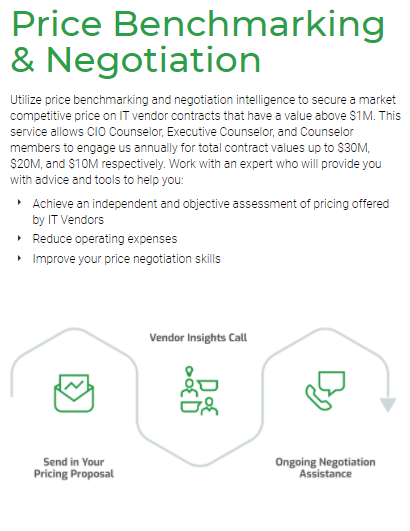 Price Benchmarking
& Negotiation
Utilize price benchmarking and negotiation intelligence to secure a market
competitive price on IT vendor contracts that have a value above $1M. This
service allows CIO Counselor, Executive Counselor, and Counselor
members to engage us annually for total contract values up to $30M,
$20M, and $10M respectively. Work with an expert who will provide you
with advice and tools to help you:
Achieve an independent and objective assessment of pricing offered
by IT Vendors
Reduce operating expenses
Improve your price negotiation skills
Vendor Insights Call
Send in Your
Pricing Proposal
Ongoing Negotiation
Assistance